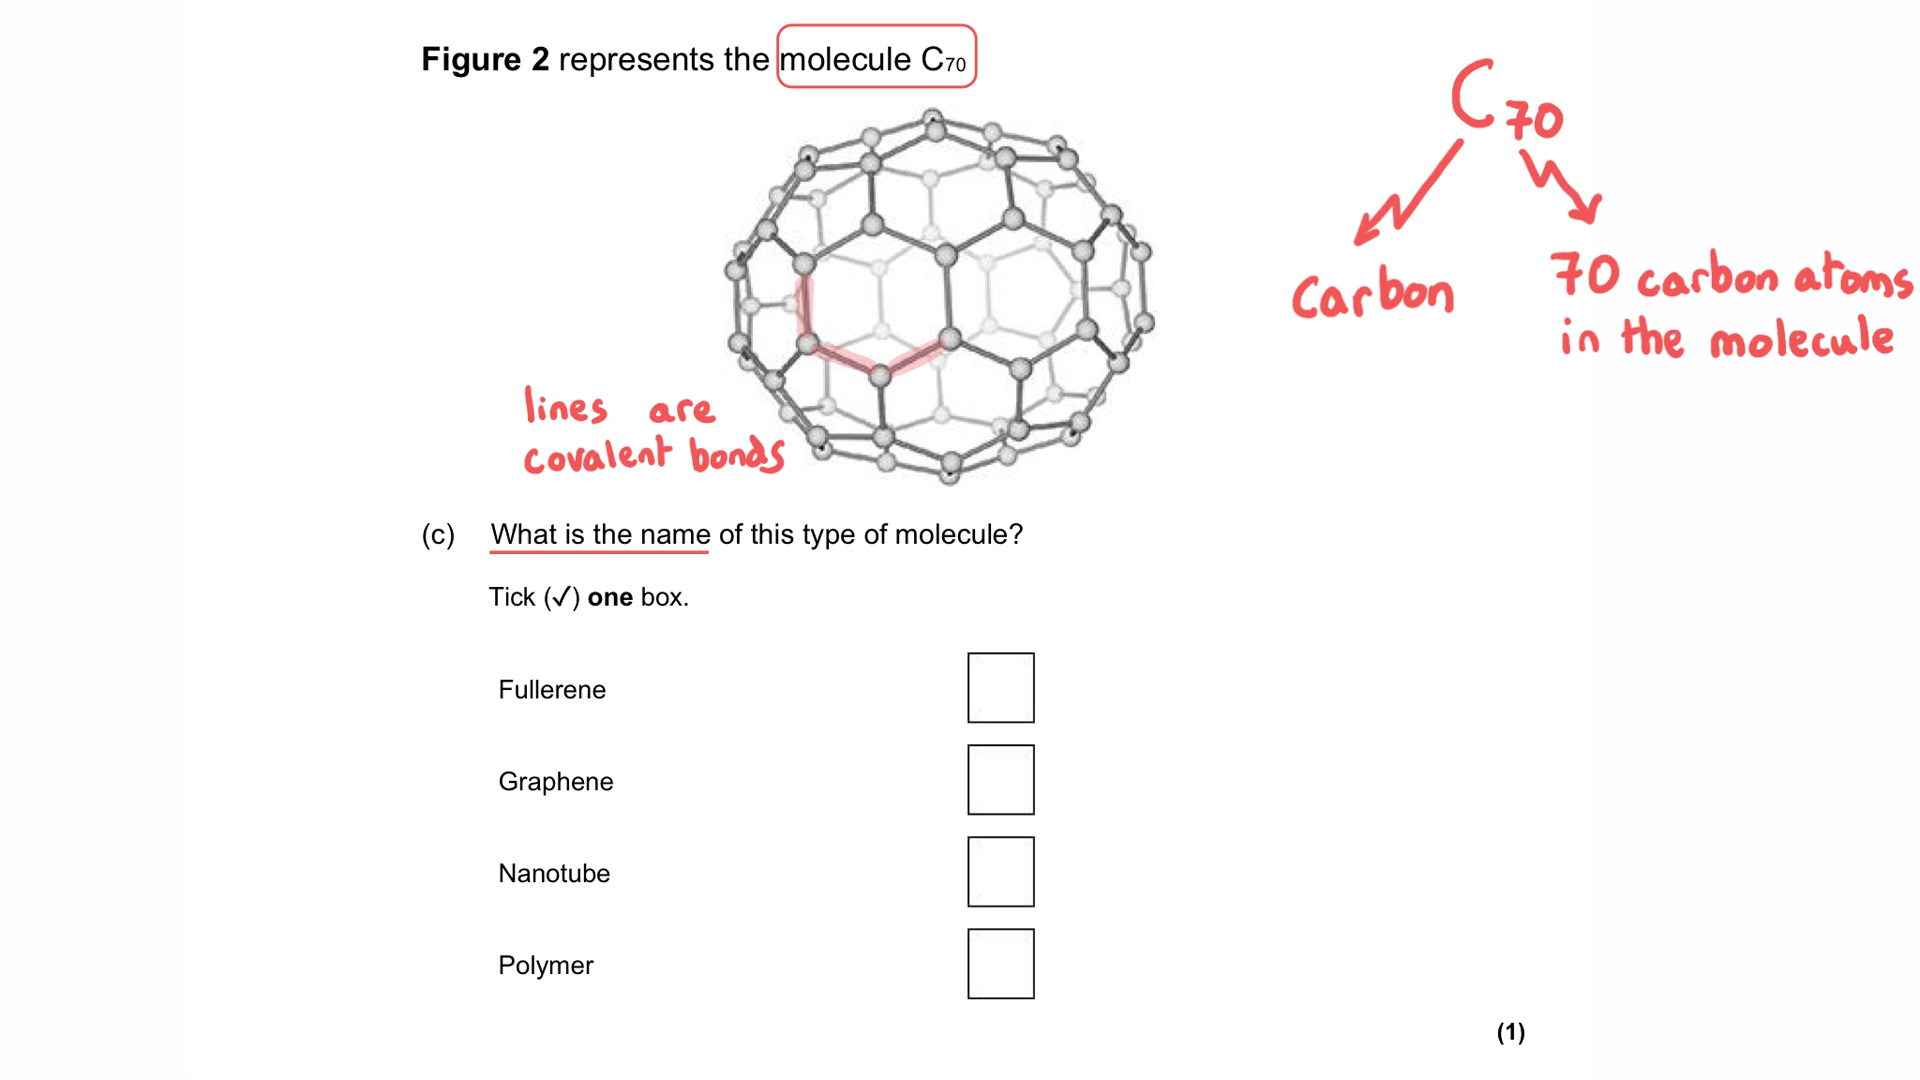 Figure 2 represents the molecule C₇₀
C₇₀
Carbon
70 carbon atoms
in the molecule
lines are
covalent bonds
(c) What is the name of this type of molecule?
Tick (✓) one box.
Fullerene
Graphene
Nanotube
Polymer
(1)